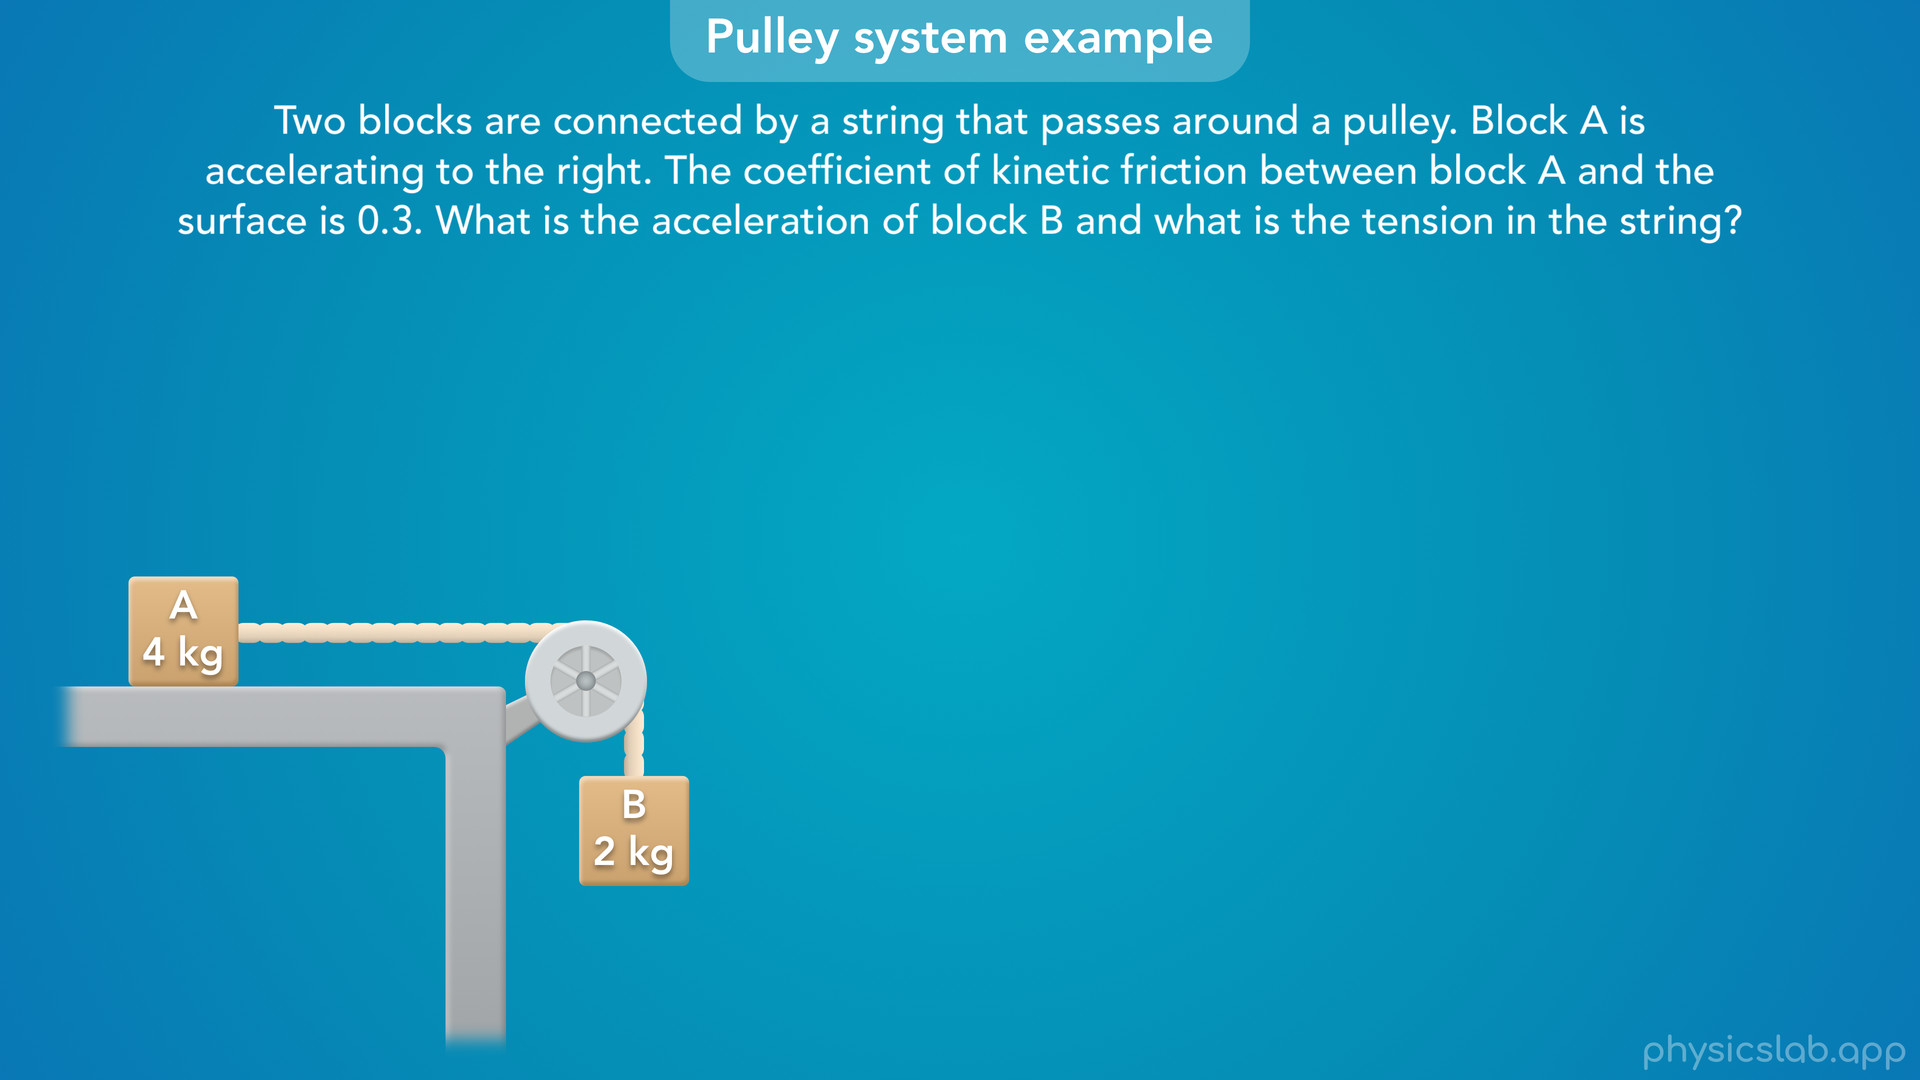 Pulley system example
Two blocks are connected by a string that passes around a pulley. Block A is
accelerating to the right. The coefficient of kinetic friction between block A and the
surface is 0.3. What is the acceleration of block B and what is the tension in the string?
A
4 kg
B
2 kg
physicslab.app